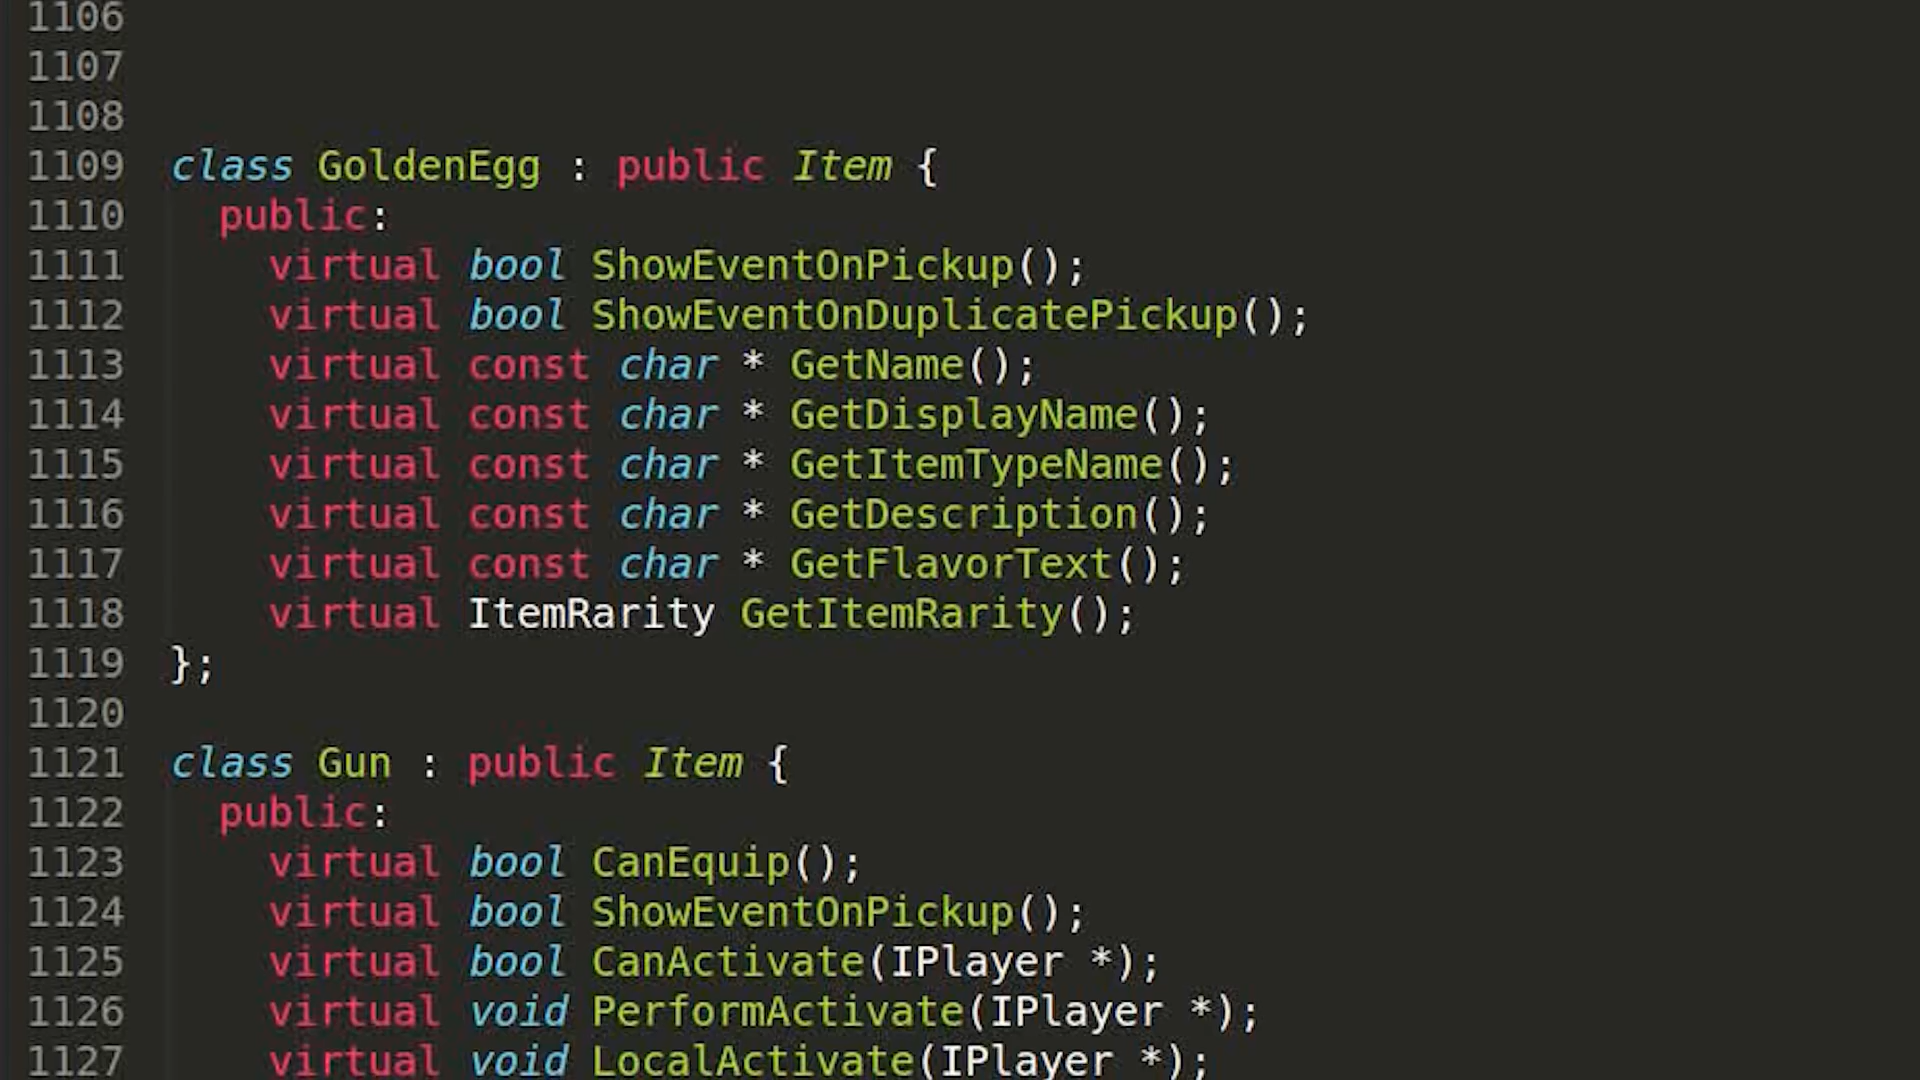 1106
1107
1108
1109 class GoldenEgg : public Item {
1110 public:
1111 virtual bool ShowEventOnPickup();
1112 virtual bool ShowEventOnDuplicatePickup();
1113 virtual const char * GetName();
1114 virtual const char * GetDisplayName();
1115 virtual const char * GetItemTypeName();
1116 virtual const char * GetDescription();
1117 virtual const char * GetFlavorText();
1118 virtual ItemRarity GetItemRarity();
1119 };
1120
1121 class Gun : public Item {
1122 public:
1123 virtual bool CanEquip();
1124 virtual bool ShowEventOnPickup();
1125 virtual bool CanActivate(IPlayer *);
1126 virtual void PerformActivate(IPlayer *);
1127 virtual void LocalActivate(IPlayer *);